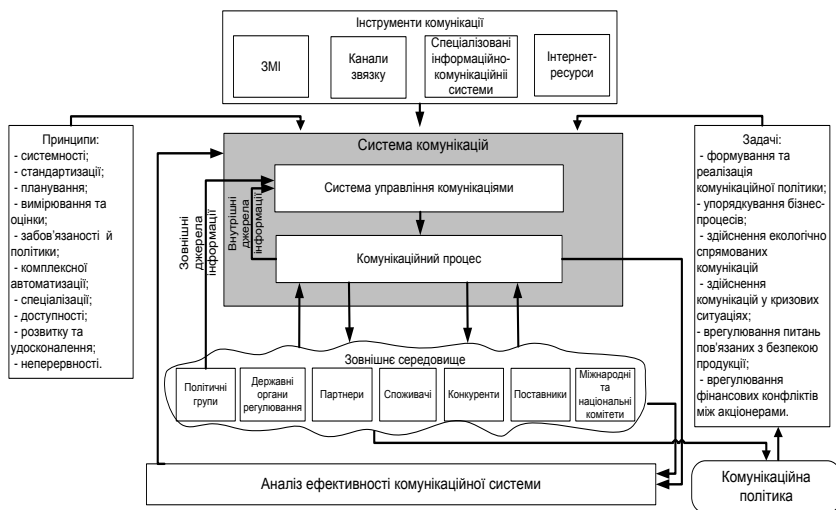 Інструменти комунікації
ЗМІ
Канали
звязку
Спеціалізовані
інформаційно-
комунікаційніі
системи
Інтернет-
ресурси
Принципи:
- системності;
- стандартизації;
- планування;
- вимірювання та
оцінки;
- забов'язаності й
політики;
- комплексної
автоматизації;
- спеціалізації;
- доступності;
- розвитку та
удосконалення;
- неперервності.
Система комунікацій
Система управління комунікаціями
Комунікаційний процес
Зовнішні
джерела
інформації
Внутрішні
джерела
інформації
Задачі:
- формування та
реалізація
комунікаційної політики;
- упорядкування бізнес-
процесів;
- здійснення екологічно
спрямованих
комунікацій
- здійснення
комунікацій у кризових
ситуаціях;
- врегулювання питань
пов'язаних з безпекою
продукції;
- врегулювання
фінансових конфліктів
між акціонерами.
Зовнішнє середовище
Політичні
групи
Державні
органи
регулювання
Партнери
Споживачі
Конкуренти
Поставники
Міжнародні
та
національні
комітети
Аналіз ефективності комунікаційної системи
Комунікаційна
політика